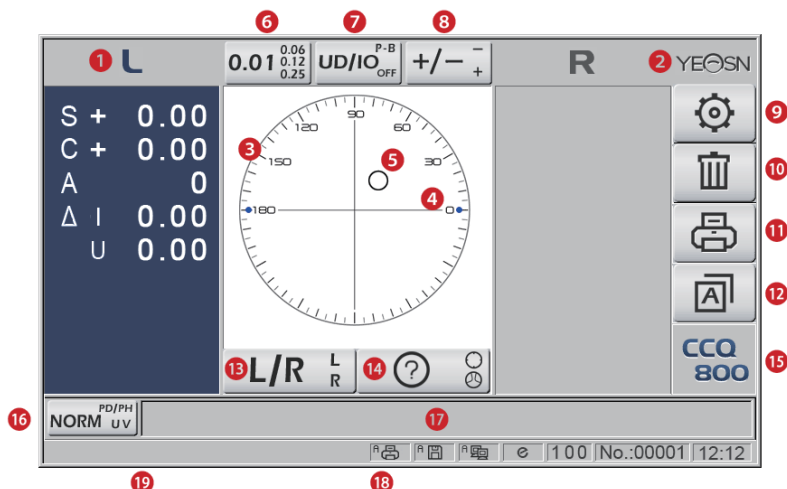 6 7 8
1 L
0.01 0.06 0.12 0.25
UD/IO P-B OFF
+/- - +
R
2 YEASN
S + 0.00
C + 0.00
A 0
Δ I 0.00
U 0.00
3 4 5
90
120 60
150 30
180 0
9
10
11
A 12
13 L/R L R
14 ?
CCQ 800 15
16 NORM PD/PH UV
17
A A A e 100 No.:00001 12:12
19 18